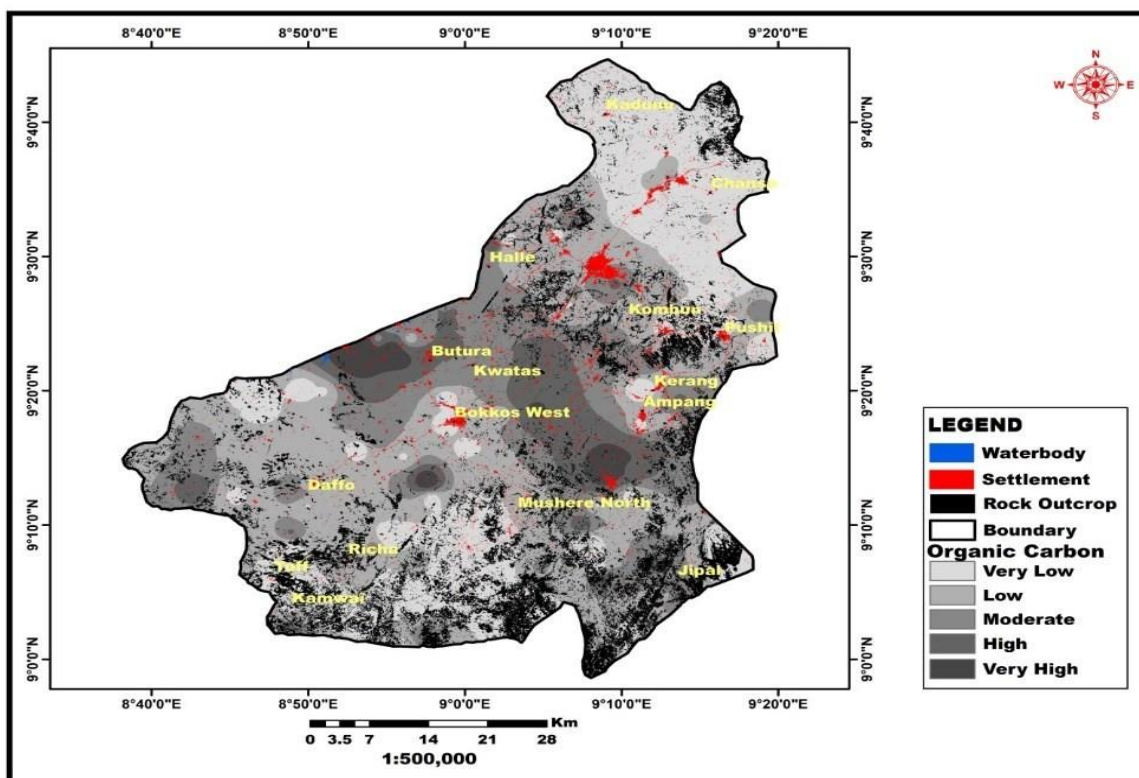 8°40'0"E 8°50'0"E 9°0'0"E 9°10'0"E 9°20'0"E
N
W E
S
9°40'0"N 9°40'0"N
Kadunu
Chanso
9°30'0"N 9°30'0"N
Halle
Kombun
Pushit
Butura
Kwatas
9°20'0"N 9°20'0"N
Kerang
Ampang
Bokkos West
Daffo
Mushere North
9°10'0"N 9°10'0"N
Richa
Toff
Jipal
Kamwai
9°0'0"N 9°0'0"N
8°40'0"E 8°50'0"E 9°0'0"E 9°10'0"E 9°20'0"E
LEGEND
Waterbody
Settlement
Rock Outcrop
Boundary
Organic Carbon
Very Low
Low
Moderate
High
Very High
Km
0 3.5 7 14 21 28
1:500,000